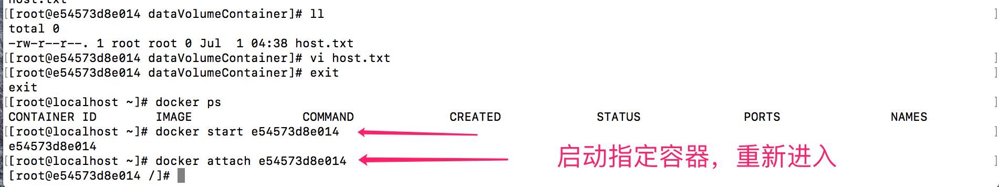 host.txt
[[root@e54573d8e014 dataVolumeContainer]# ll ]
total 0
-rw-r--r--. 1 root root 0 Jul  1 04:38 host.txt
[[root@e54573d8e014 dataVolumeContainer]# vi host.txt ]
[[root@e54573d8e014 dataVolumeContainer]# exit ]
exit
[[root@localhost ~]# docker ps ]
CONTAINER ID        IMAGE               COMMAND             CREATED             STATUS              PORTS               NAMES
[[root@localhost ~]# docker start e54573d8e014 ]
e54573d8e014
[[root@localhost ~]# docker attach e54573d8e014 ]
启动指定容器，重新进入
[root@e54573d8e014 /]#